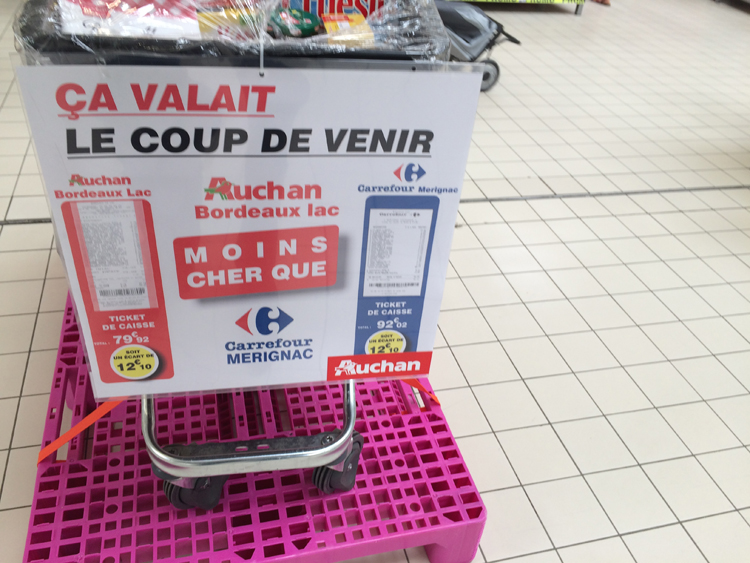 ÇA VALAIT
LE COUP DE VENIR
Auchan
Bordeaux Lac
Auchan
Bordeaux lac
Carrefour Merignac
MOINS
CHER QUE
Carrefour
MERIGNAC
TICKET
DE CAISSE
79€02
SOIT
UN ÉCART DE
12€10
TICKET
DE CAISSE
92€02
SOIT
UN ÉCART DE
12€10
Auchan